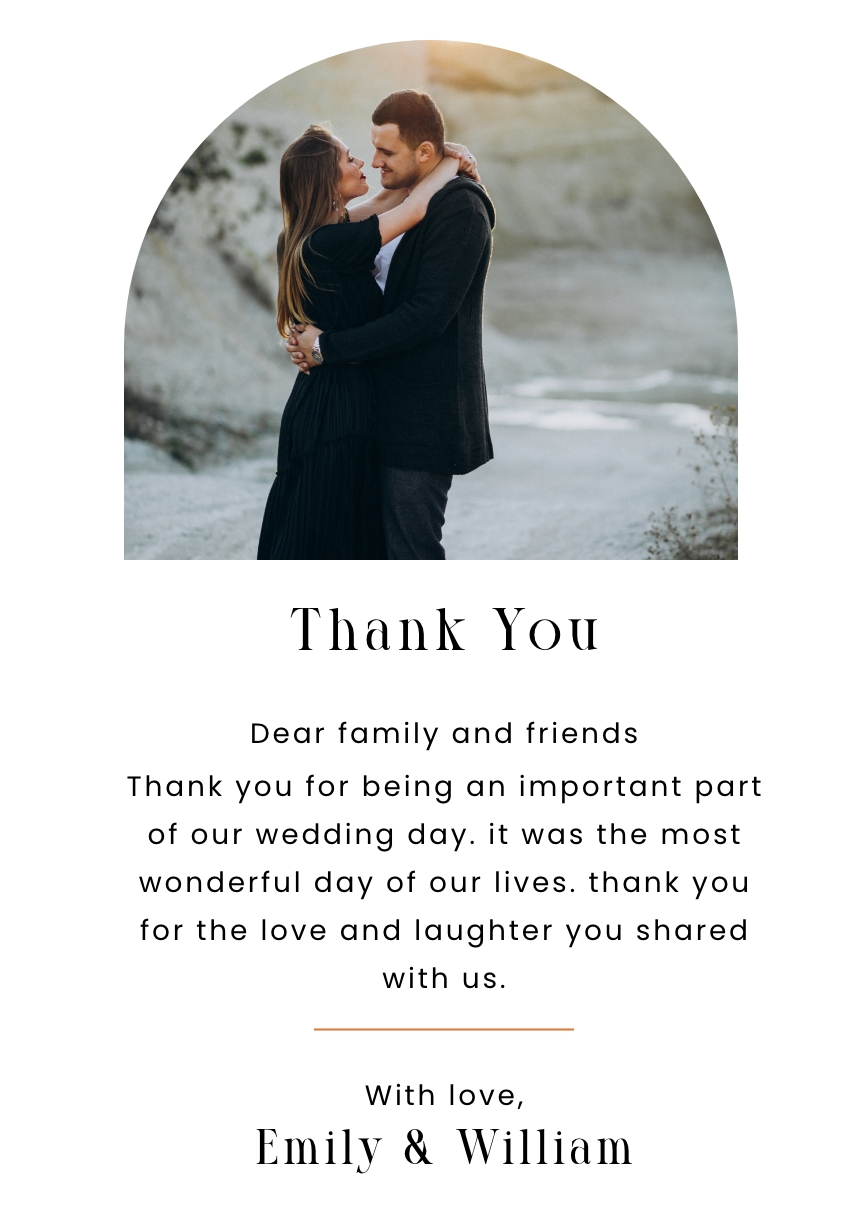 Thank You
Dear family and friends
Thank you for being an important part
of our wedding day. it was the most
wonderful day of our lives. thank you
for the love and laughter you shared
with us.
With love,
Emily & William